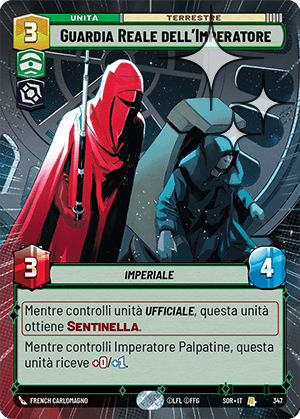 3
UNITÀ
TERRESTRE
GUARDIA REALE DELL'IMPERATORE
3
IMPERIALE
4
Mentre controlli unità UFFICIALE, questa unità
ottiene SENTINELLA.
Mentre controlli Imperatore Palpatine, questa
unità riceve +0/+1.
FRENCH CARLOMAGNO
©LFL ©FFG
SOR • IT
R
347